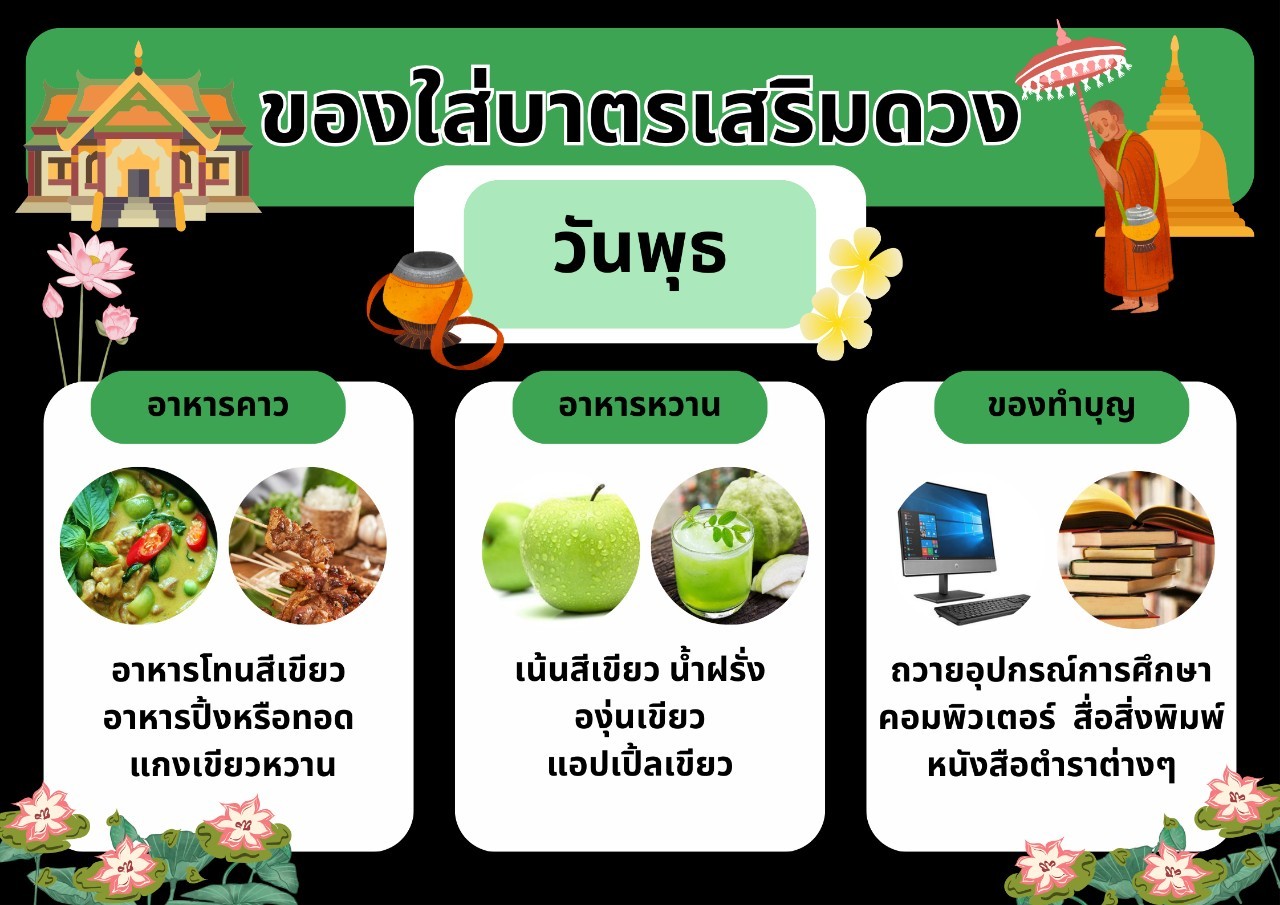 ของใส่บาตรเสริมดวง
วันพุธ
อาหารคาว
อาหารโทนสีเขียว
อาหารปิ้งหรือทอด
แกงเขียวหวาน
อาหารหวาน
เน้นสีเขียว น้ำฝรั่ง
องุ่นเขียว
แอปเปิ้ลเขียว
ของทำบุญ
ถวายอุปกรณ์การศึกษา
คอมพิวเตอร์ สื่อสิ่งพิมพ์
หนังสือตำราต่างๆ